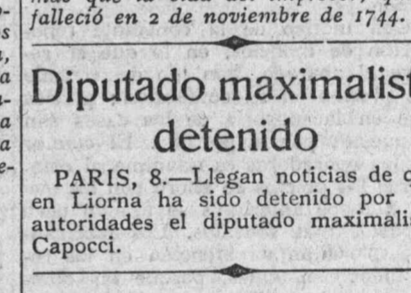 falleció en 2 de noviembre de 1744.
Diputado maximalist
detenido
PARIS, 8.—Llegan noticias de q
en Liorna ha sido detenido por
autoridades el diputado maximalis
Capocci.